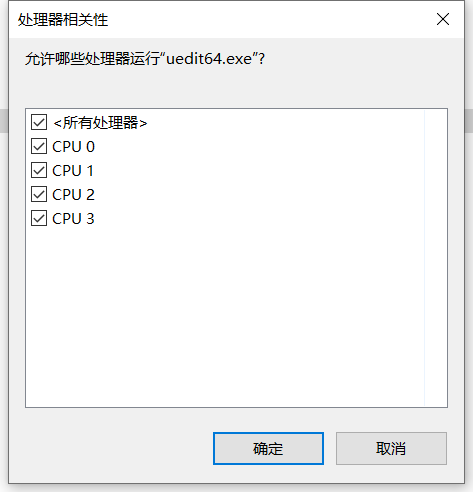 处理器相关性
允许哪些处理器运行“uedit64.exe”?
<所有处理器>
CPU 0
CPU 1
CPU 2
CPU 3
确定
取消